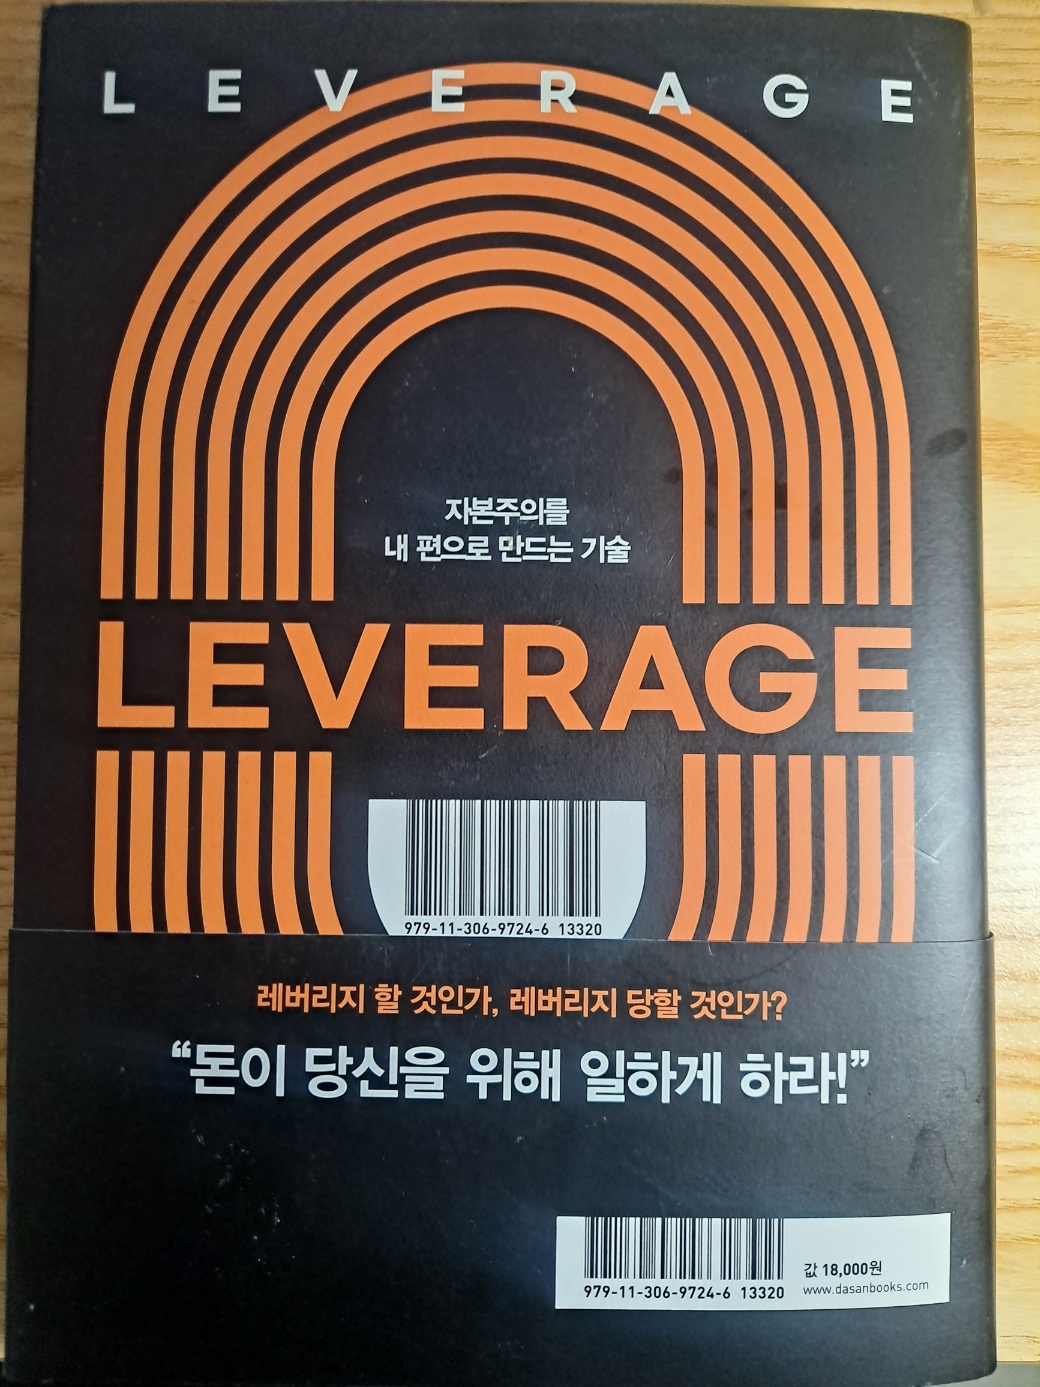 LEVERAGE
자본주의를
내 편으로 만드는 기술
LEVERAGE
979-11-306-9724-6 13320
레버리지 할 것인가, 레버리지 당할 것인가?
“돈이 당신을 위해 일하게 하라!”
979-11-306-9724-6 13320
값 18,000원
www.dasanbooks.com